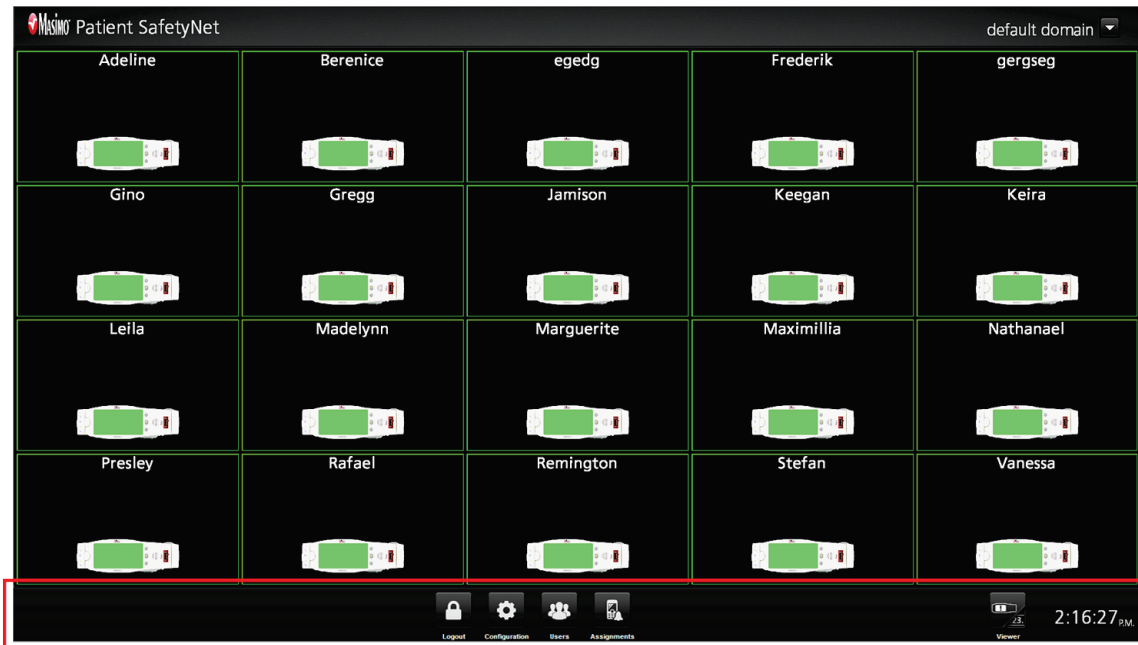 Masimo Patient SafetyNet
default domain
Adeline Berenice egedg Frederik gergseg
Gino Gregg Jamison Keegan Keira
Leila Madelynn Marguerite Maximillia Nathanael
Presley Rafael Remington Stefan Vanessa
23. 2:16:27 P.M.
Logout Configuration Users Assignments Viewer